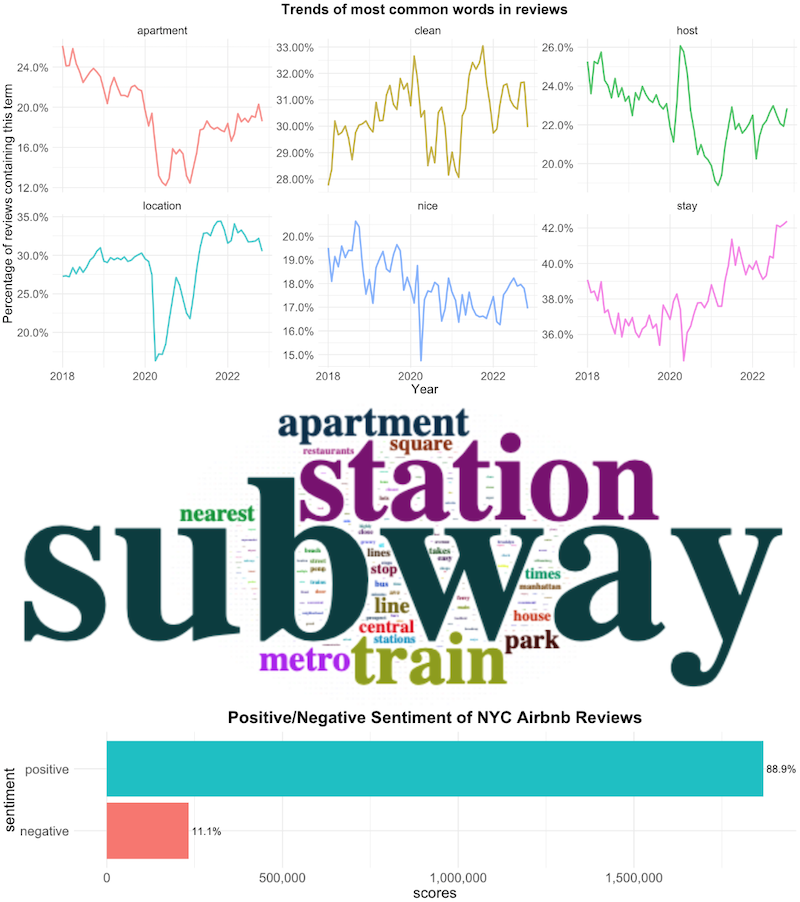 Trends of most common words in reviews
apartment clean host
Percentage of reviews containing this term
24.0% 33.00% 26.0%
20.0% 32.00% 24.0%
16.0% 31.00% 22.0%
12.0% 30.00% 20.0%
29.00%
28.00%
location nice stay
35.0% 20.0% 42.0%
30.0% 19.0% 40.0%
25.0% 18.0% 38.0%
20.0% 17.0% 36.0%
16.0%
15.0%
2018 2020 2022 2018 2020 2022 2018 2020 2022
Year
apartment
restaurants square
station
nearest
subway
lines takes
easy
stop
bus
times
manhattan
line
house
central
stations
park
metro train
Positive/Negative Sentiment of NYC Airbnb Reviews
sentiment
positive 88.9%
negative 11.1%
0 500,000 1,000,000 1,500,000
scores